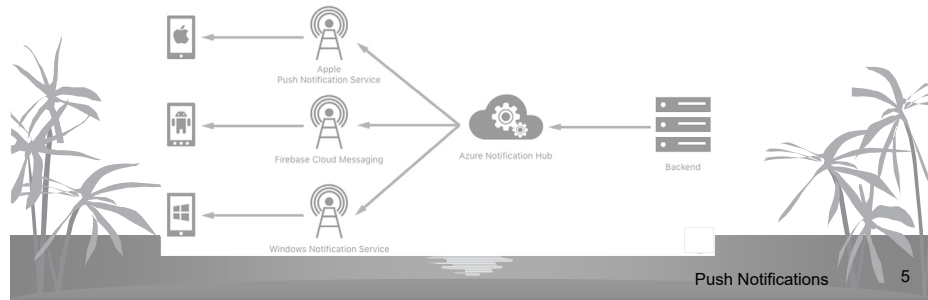 Apple
Push Notification Service
Firebase Cloud Messaging
Azure Notification Hub
Backend
Windows Notification Service
Push Notifications 5